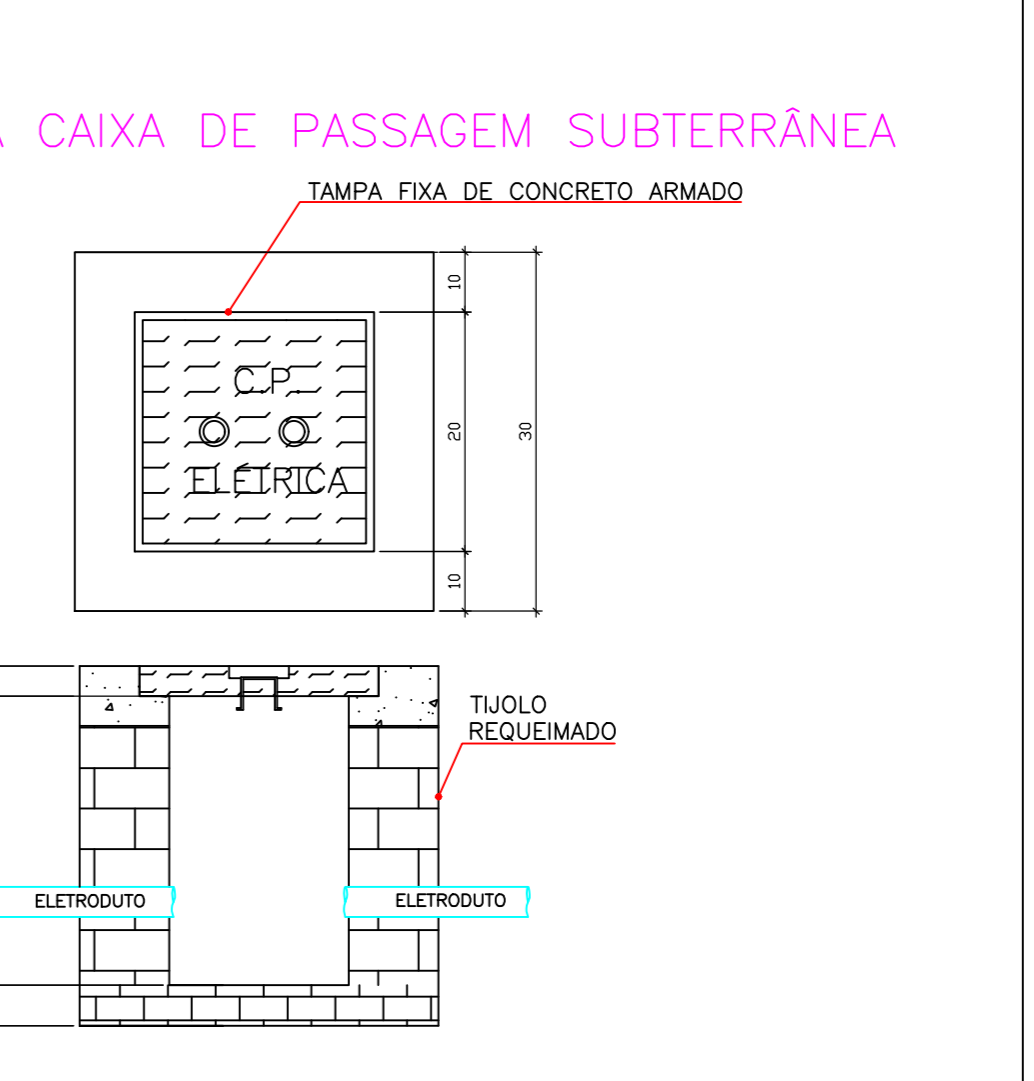 CAIXA DE PASSAGEM SUBTERRÂNEA
TAMPA FIXA DE CONCRETO ARMADO
10
C.P.
20
30
ELÉTRICA
10
TIJOLO
REQUEIMADO
ELETRODUTO
ELETRODUTO